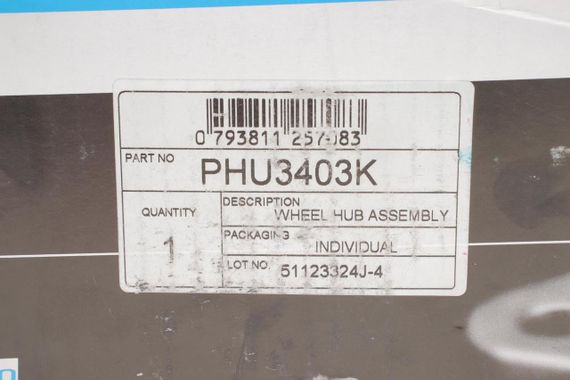 0 793811 257083
PART NO PHU3403K
QUANTITY
1
DESCRIPTION
WHEEL HUB ASSEMBLY
PACKAGING
INDIVIDUAL
LOT NO. 51123324J-4